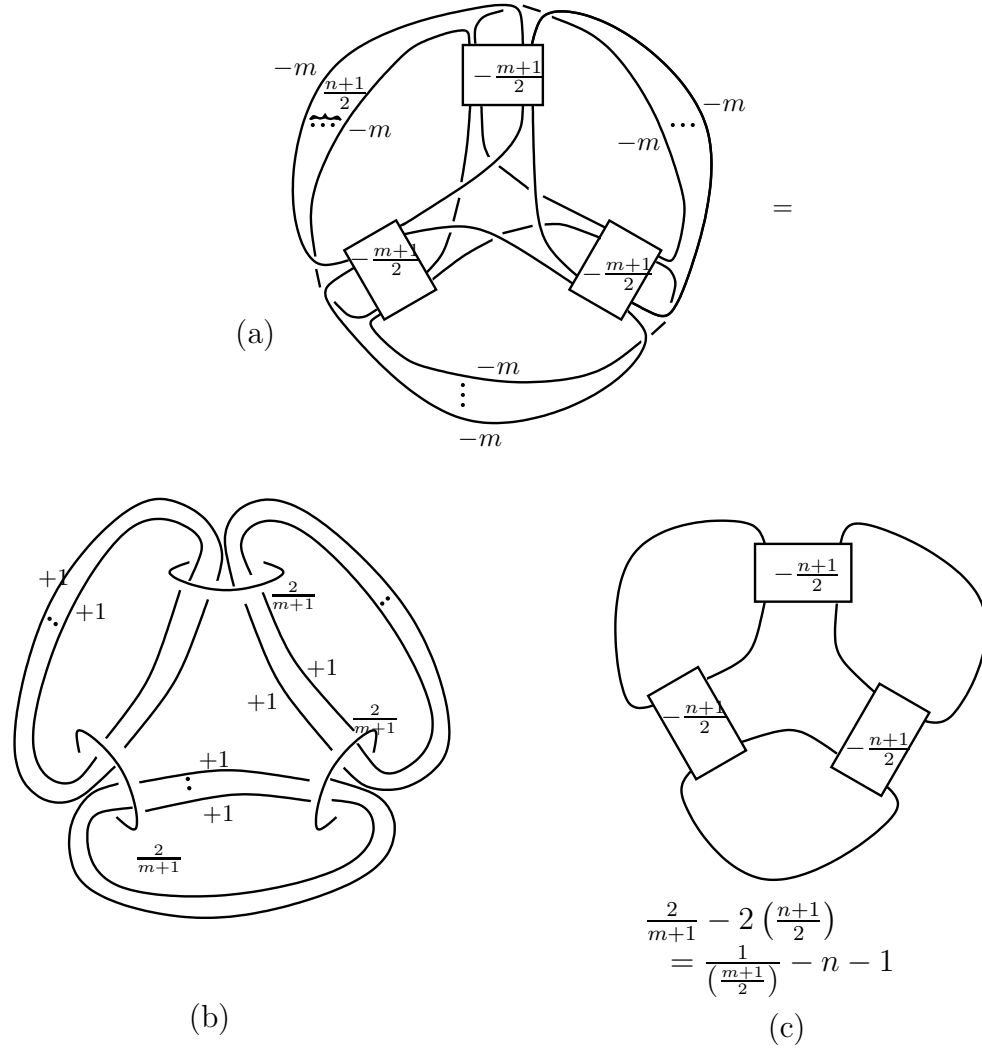 −m
n+1/2
−m
−(m+1)/2
−m
−m
=
−(m+1)/2
−(m+1)/2
(a)
−m
−m
+1
+1
2/(m+1)
+1
+1
2/(m+1)
+1
+1
2/(m+1)
(b)
−(n+1)/2
−(n+1)/2
−(n+1)/2
2/(m+1) − 2((n+1)/2)
= 1/((m+1)/2) − n − 1
(c)